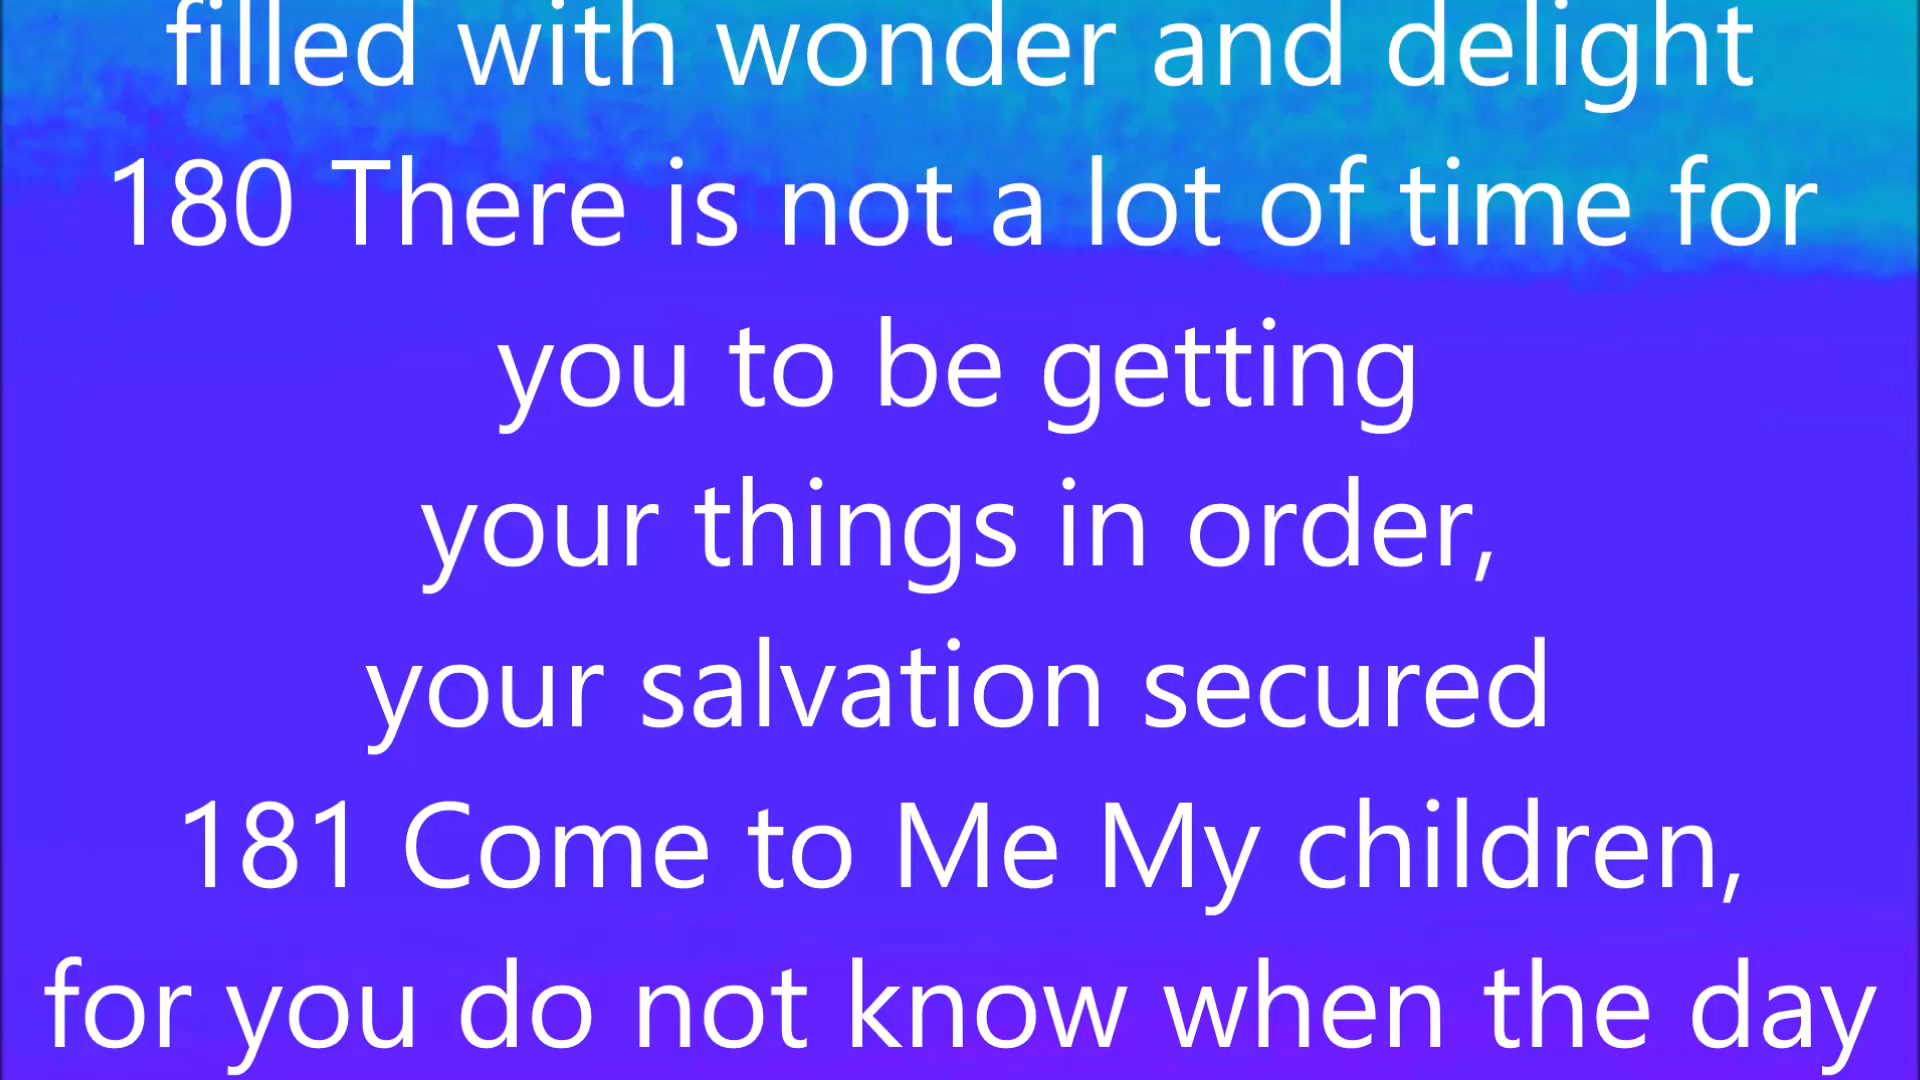 filled with wonder and delight
180 There is not a lot of time for
you to be getting
your things in order,
your salvation secured
181 Come to Me My children,
for you do not know when the day